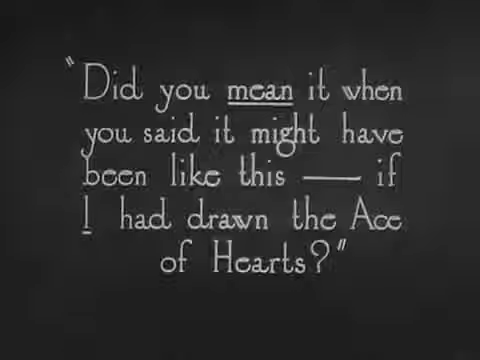 "Did you mean it when
you said it might have
been like this —— if
I had drawn the Ace
of Hearts?"